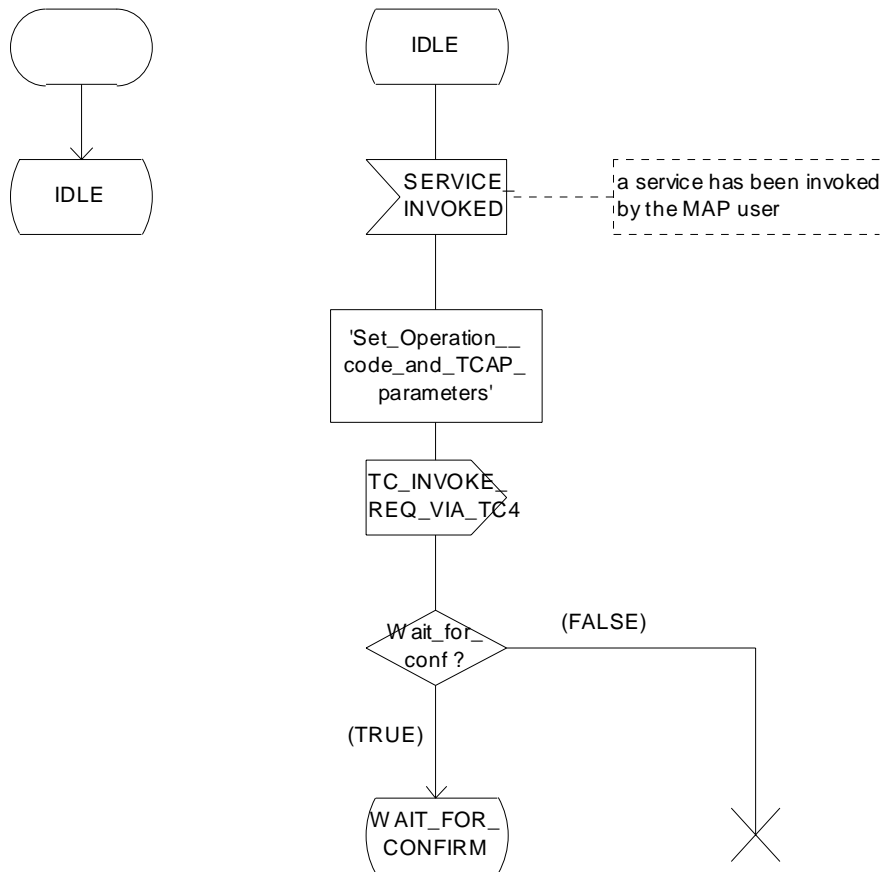 IDLE
IDLE
SERVICE
INVOKED
a service has been invoked
by the MAP user
'Set_Operation__
code_and_TCAP_
parameters'
TC_INVOKE_
REQ_VIA_TC4
Wait_for_
conf ?
(FALSE)
(TRUE)
WAIT_FOR_
CONFIRM